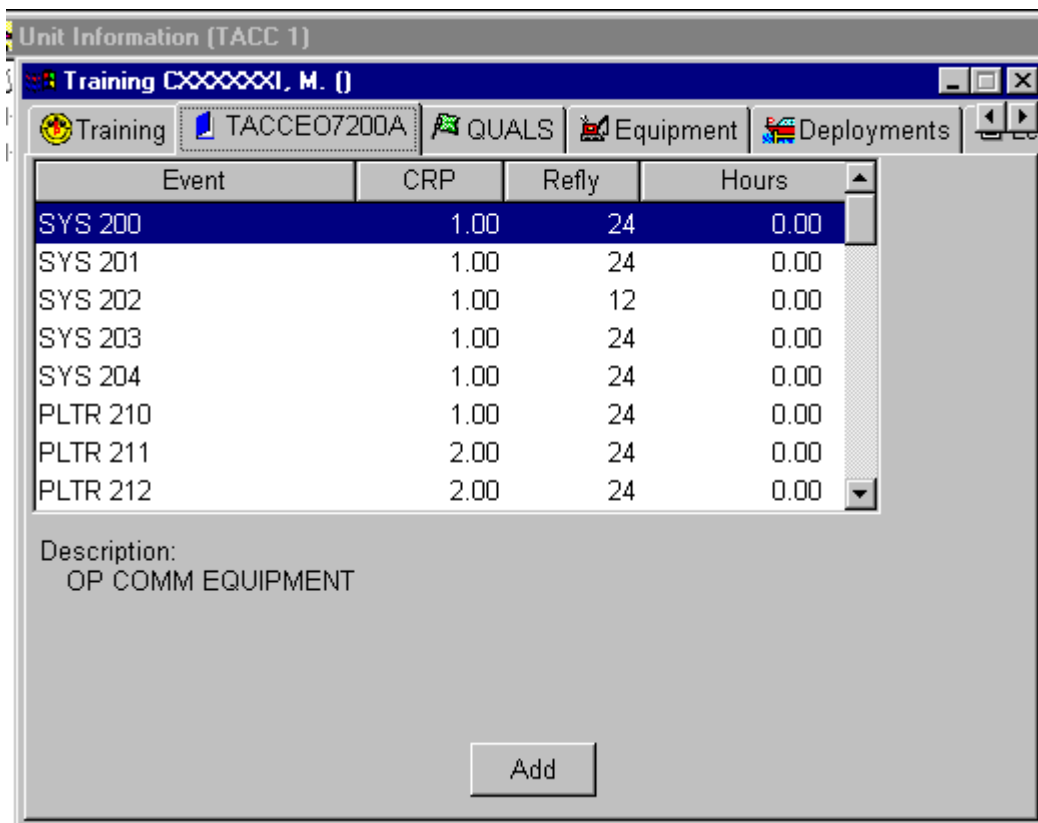 Unit Information (TACC 1)
Training CXXXXXXI, M. ()
Training TACCEO7200A QUALS Equipment Deployments
Event CRP Refly Hours
SYS 200 1.00 24 0.00
SYS 201 1.00 24 0.00
SYS 202 1.00 12 0.00
SYS 203 1.00 24 0.00
SYS 204 1.00 24 0.00
PLTR 210 1.00 24 0.00
PLTR 211 2.00 24 0.00
PLTR 212 2.00 24 0.00
Description:
OP COMM EQUIPMENT
Add